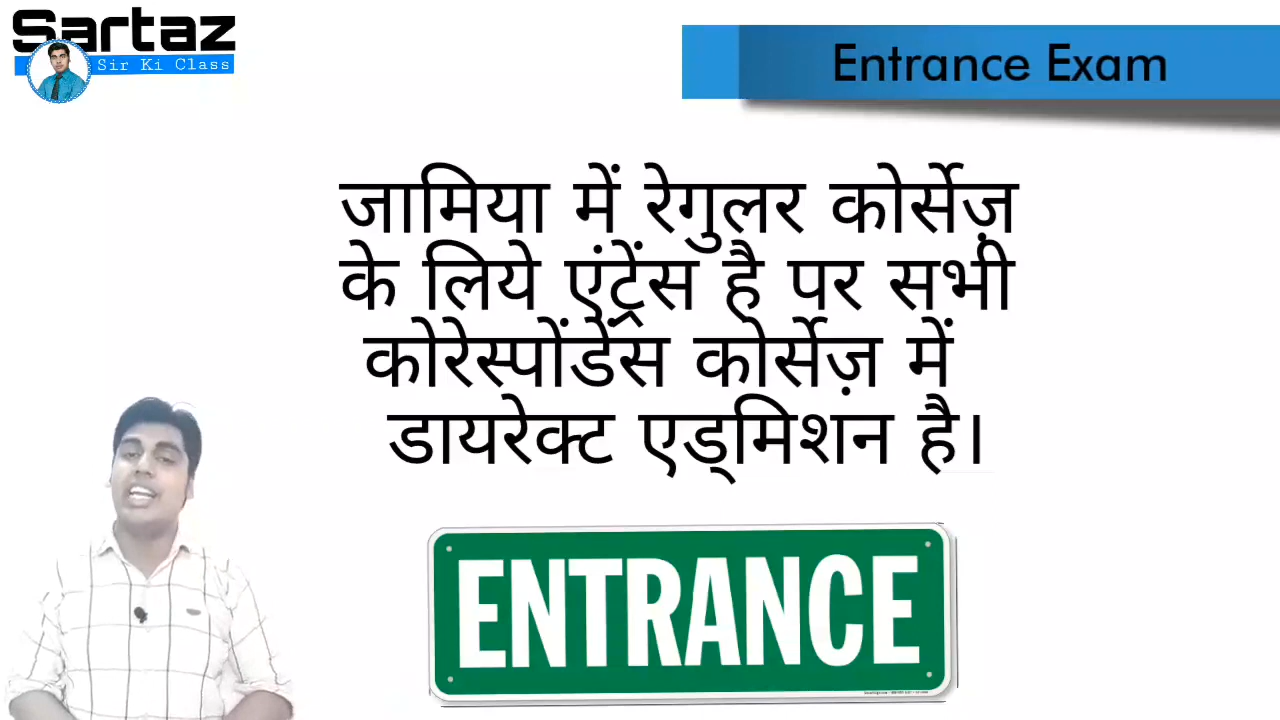 Sartaz
Sir Ki Class
Entrance Exam
जामिया में रेगुलर कोर्सेज़
के लिये एंट्रेंस है पर सभी
कोरेस्पोंडेंस कोर्सेज़ में
डायरेक्ट एड्मिशन है।
ENTRANCE